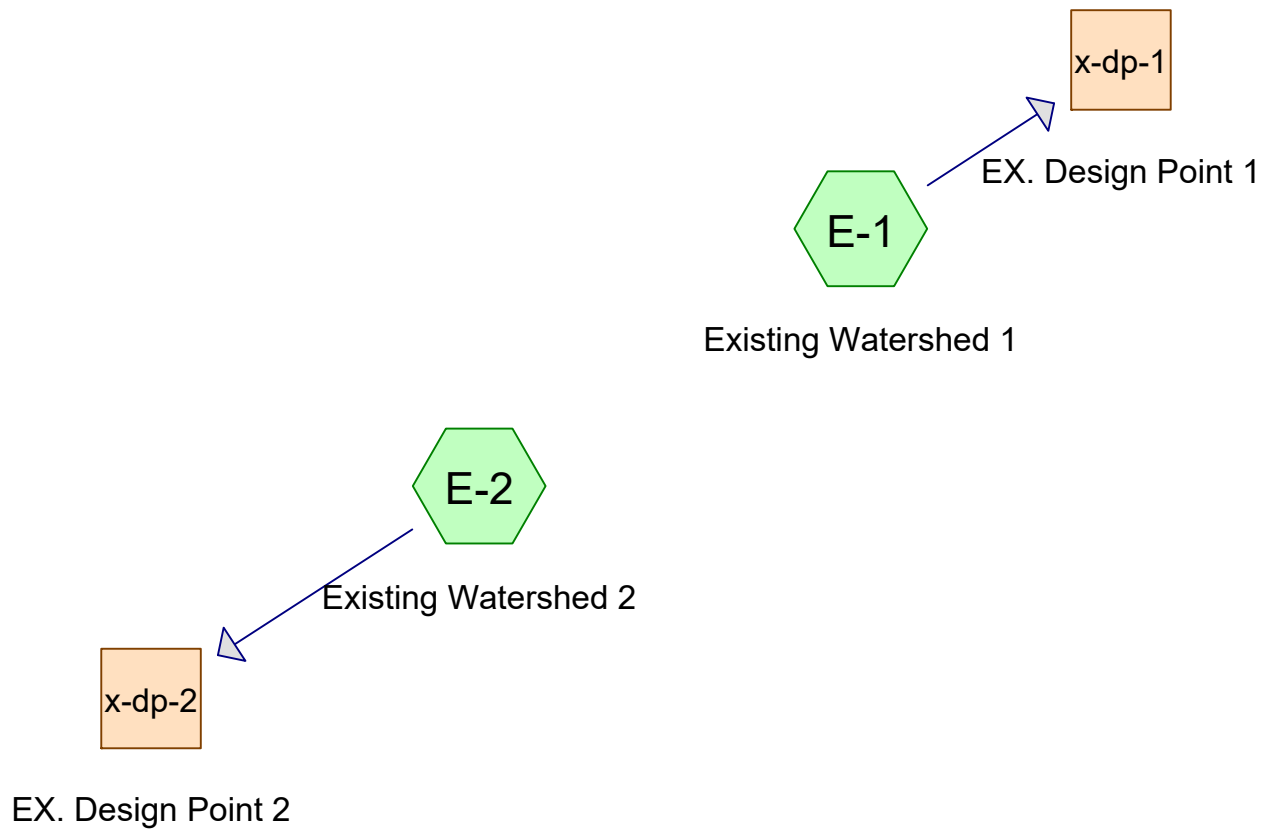 x-dp-1
EX. Design Point 1
E-1
Existing Watershed 1
E-2
Existing Watershed 2
x-dp-2
EX. Design Point 2